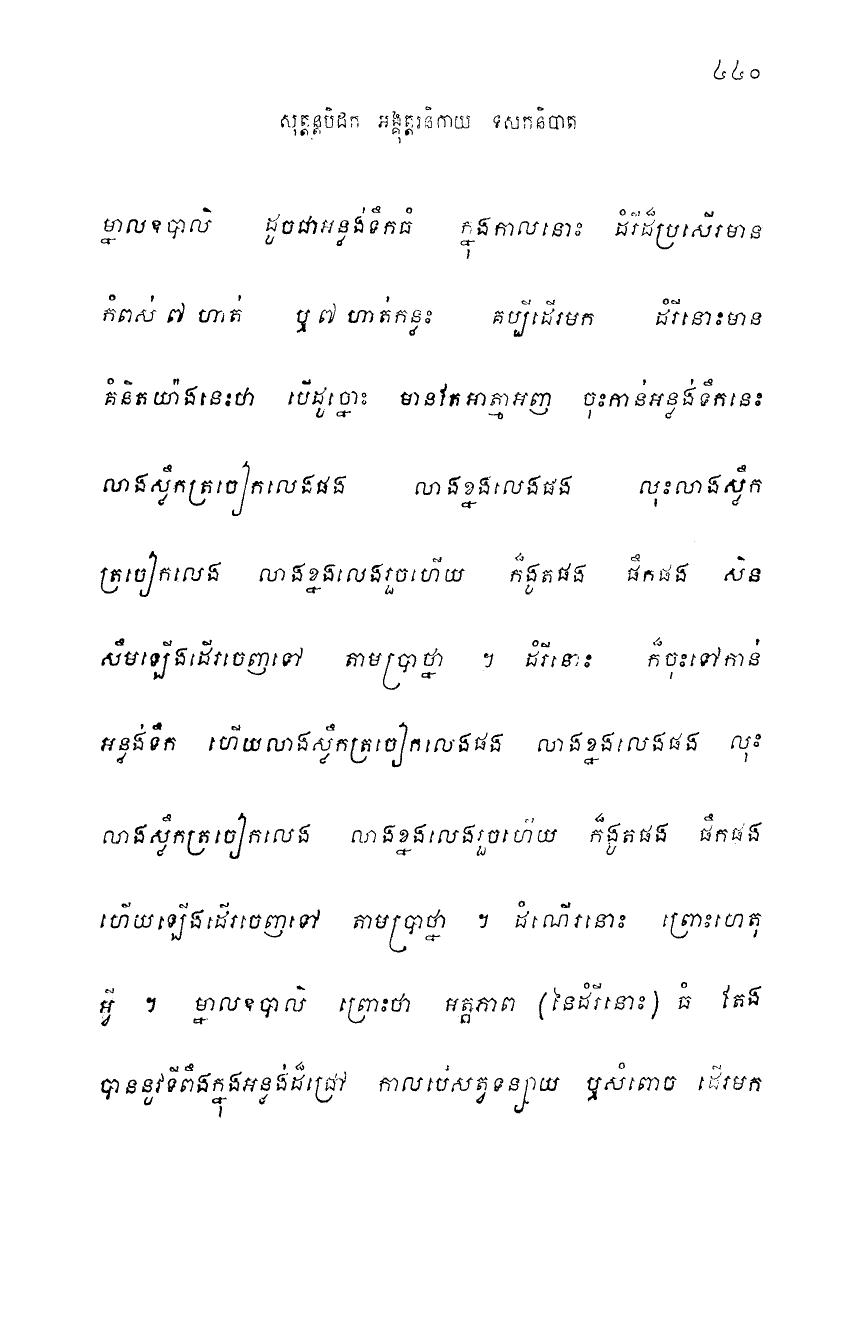 ៤៤០
សុត្តន្តបិដក អង្គុត្តរនិកាយ ទសកនិបាត
ម្នាលឧបាលិ ដូចជាអន្លង់ទឹកធំ ក្នុងកាលនោះ ដំរីដ៏ប្រសើរមាន
កំពស់ ៧ ហាត់ ឬ ៧ ហាត់កន្លះ គប្បីដើរមក ដំរីនោះមាន
គំនិតយ៉ាងនេះថា បើដូច្នោះ មានតែអាត្មាអញ ចុះកាន់អន្លង់ទឹកនេះ
លាងស្លឹកត្រចៀកលេងផង លាងខ្នងលេងផង លុះលាងស្លឹក
ត្រចៀកលេង លាងខ្នងលេងរួចហើយ ក៏ងូតផង ផឹកផង សិន
សឹមឡើងដើរចេញទៅ តាមប្រាថ្នា ។ ដំរីនោះ ក៏ចុះទៅកាន់
អន្លង់ទឹក ហើយលាងស្លឹកត្រចៀកលេងផង លាងខ្នងលេងផង លុះ
លាងស្លឹកត្រចៀកលេង លាងខ្នងលេងរួចហើយ ក៏ងូតផង ផឹកផង
ហើយឡើងដើរចេញទៅ តាមប្រាថ្នា ។ ដំណើរនោះ ព្រោះហេតុ
អ្វី ។ ម្នាលឧបាលិ ព្រោះថា អត្តភាព (នៃដំរីនោះ) ធំ តែង
បាននូវទីពឹងក្នុងអន្លង់ដ៏ជ្រៅ កាលបើសត្វទន្សាយ ឬសំពោច ដើរមក